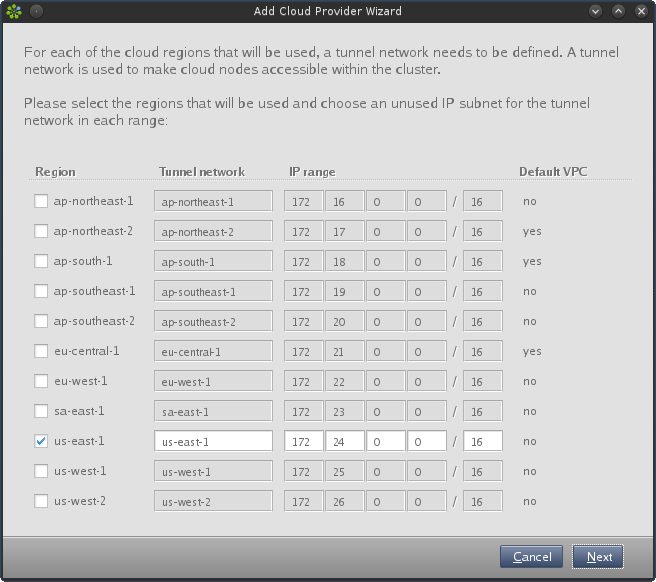 Add Cloud Provider Wizard
For each of the cloud regions that will be used, a tunnel network needs to be defined. A tunnel
network is used to make cloud nodes accessible within the cluster.
Please select the regions that will be used and choose an unused IP subnet for the tunnel
network in each range:
Region Tunnel network IP range Default VPC
ap-northeast-1 ap-northeast-1 172 16 0 0 / 16 no
ap-northeast-2 ap-northeast-2 172 17 0 0 / 16 yes
ap-south-1 ap-south-1 172 18 0 0 / 16 yes
ap-southeast-1 ap-southeast-1 172 19 0 0 / 16 no
ap-southeast-2 ap-southeast-2 172 20 0 0 / 16 no
eu-central-1 eu-central-1 172 21 0 0 / 16 yes
eu-west-1 eu-west-1 172 22 0 0 / 16 no
sa-east-1 sa-east-1 172 23 0 0 / 16 no
us-east-1 us-east-1 172 24 0 0 / 16 no
us-west-1 us-west-1 172 25 0 0 / 16 no
us-west-2 us-west-2 172 26 0 0 / 16 no
Cancel Next